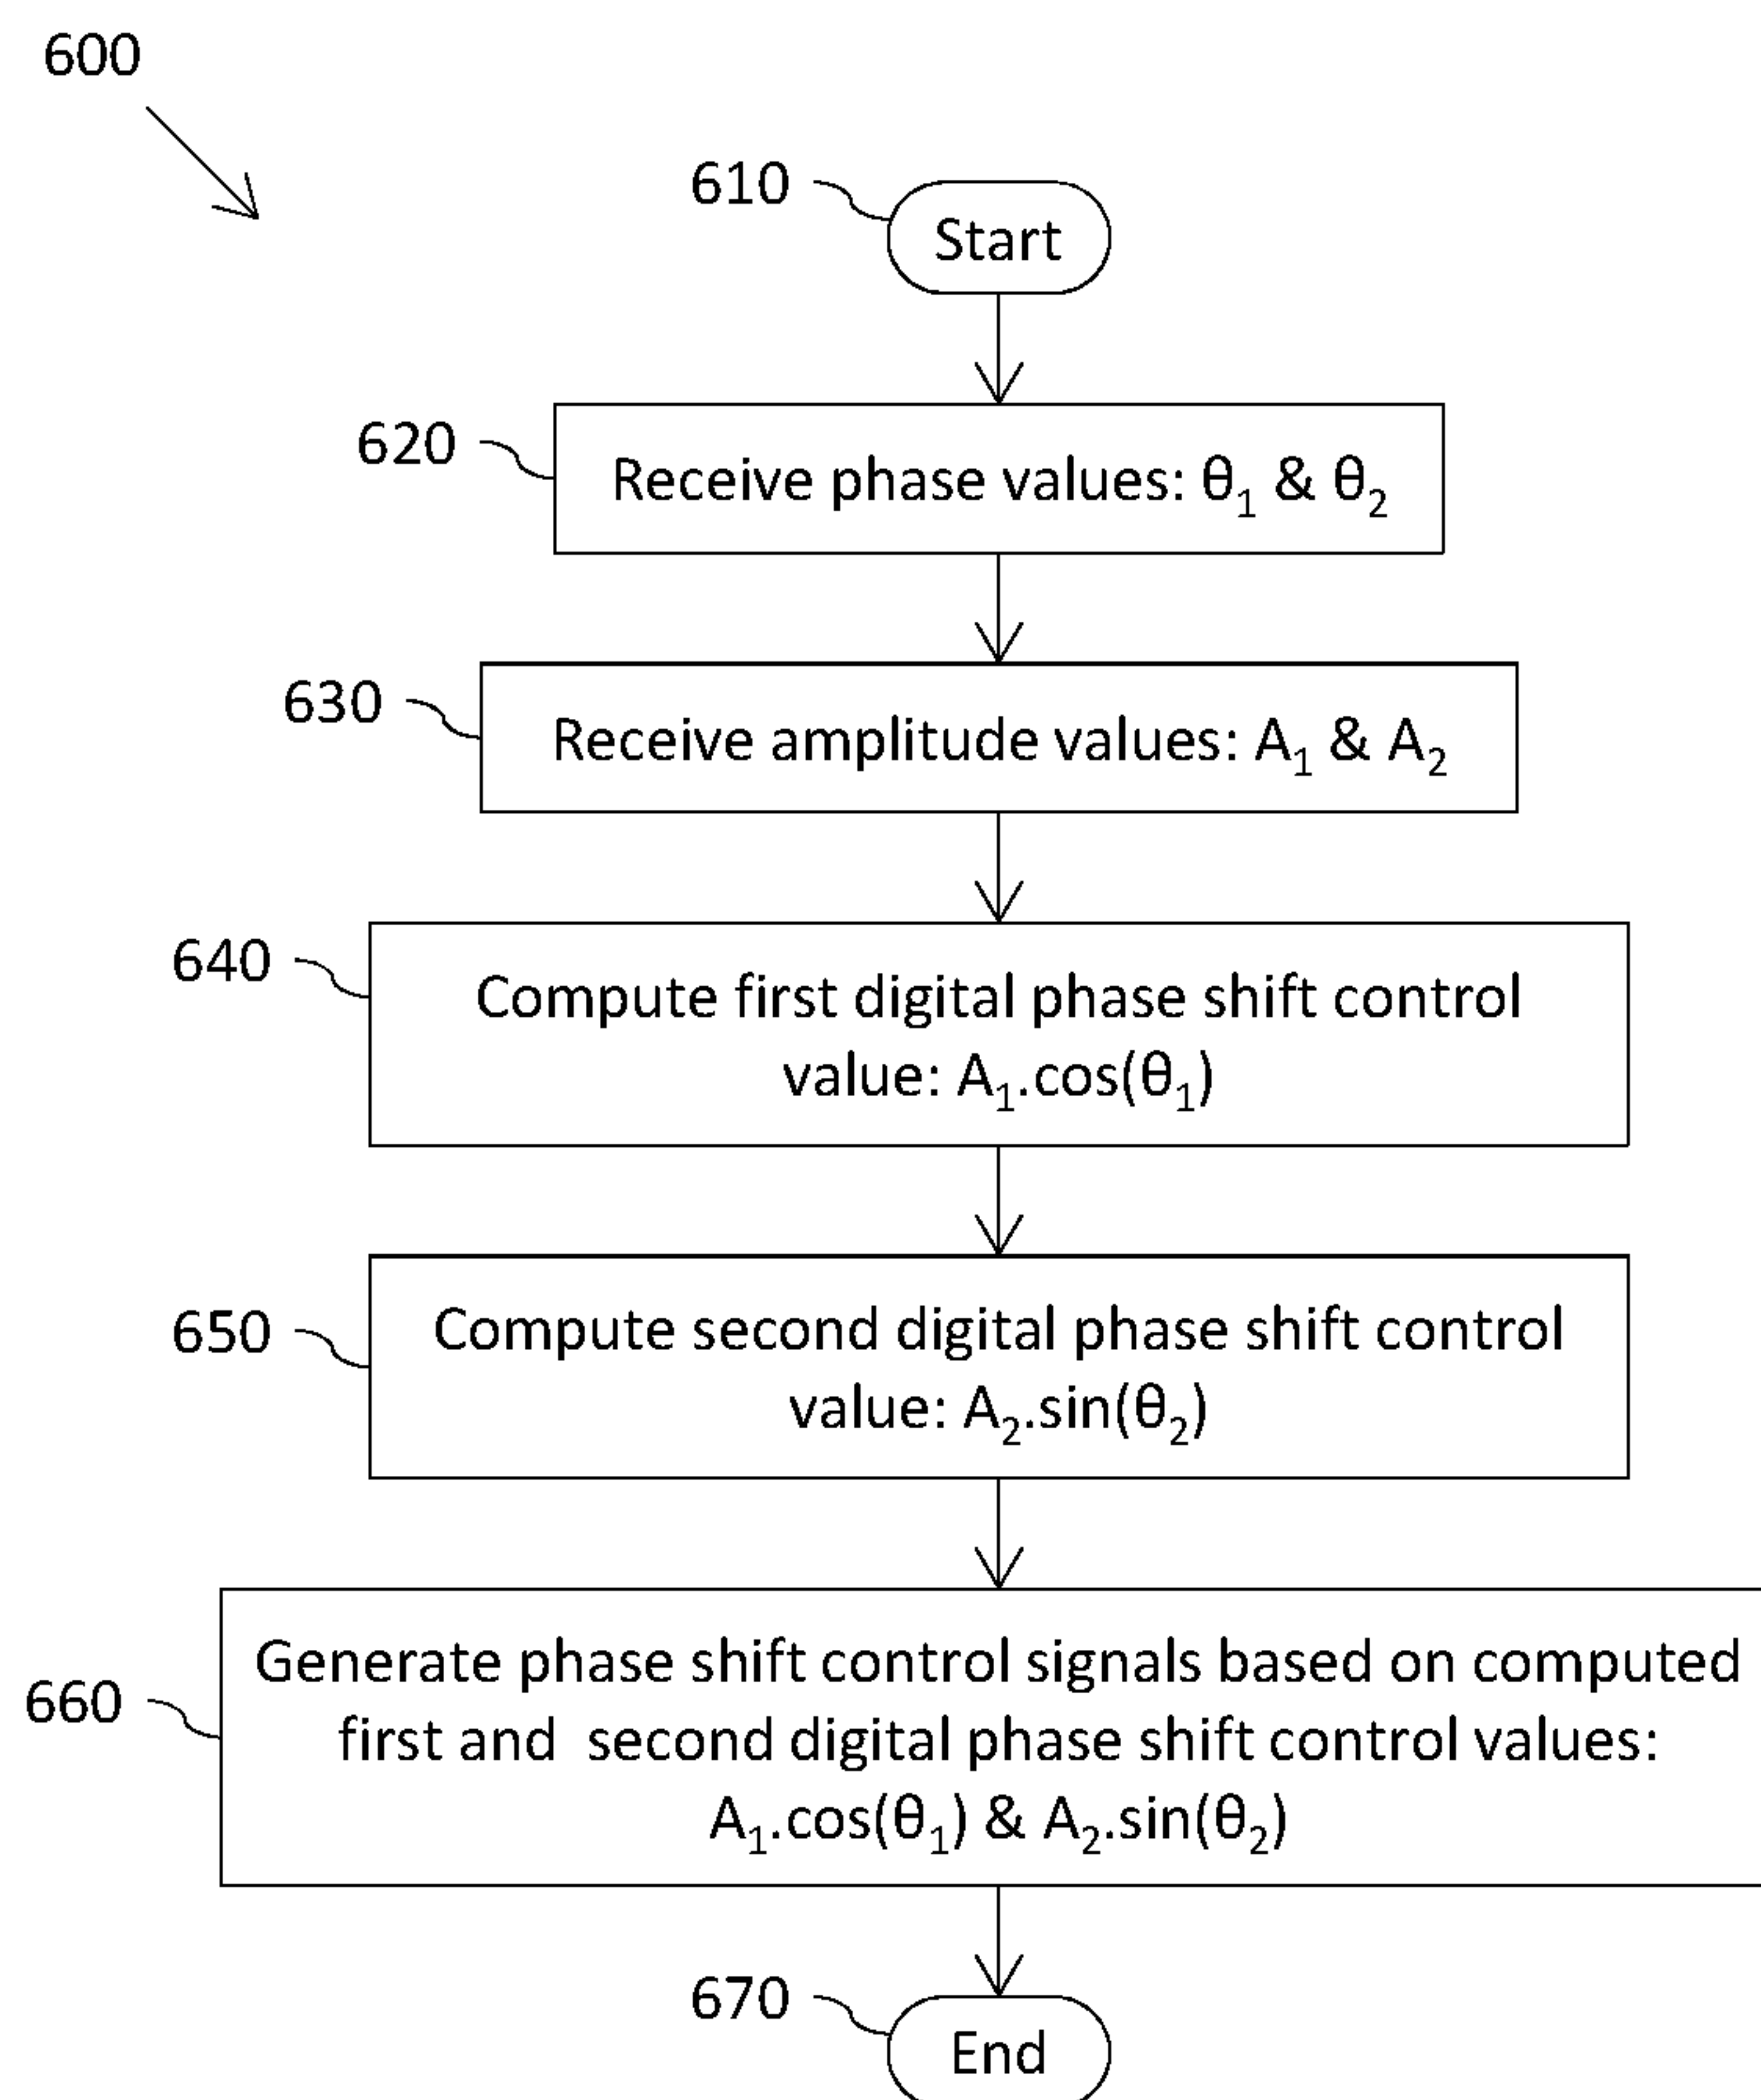 600
610
Start
620
Receive phase values: θ₁ & θ₂
630
Receive amplitude values: A₁ & A₂
640
Compute first digital phase shift control
value: A₁.cos(θ₁)
650
Compute second digital phase shift control
value: A₂.sin(θ₂)
660
Generate phase shift control signals based on computed
first and second digital phase shift control values:
A₁.cos(θ₁) & A₂.sin(θ₂)
670
End